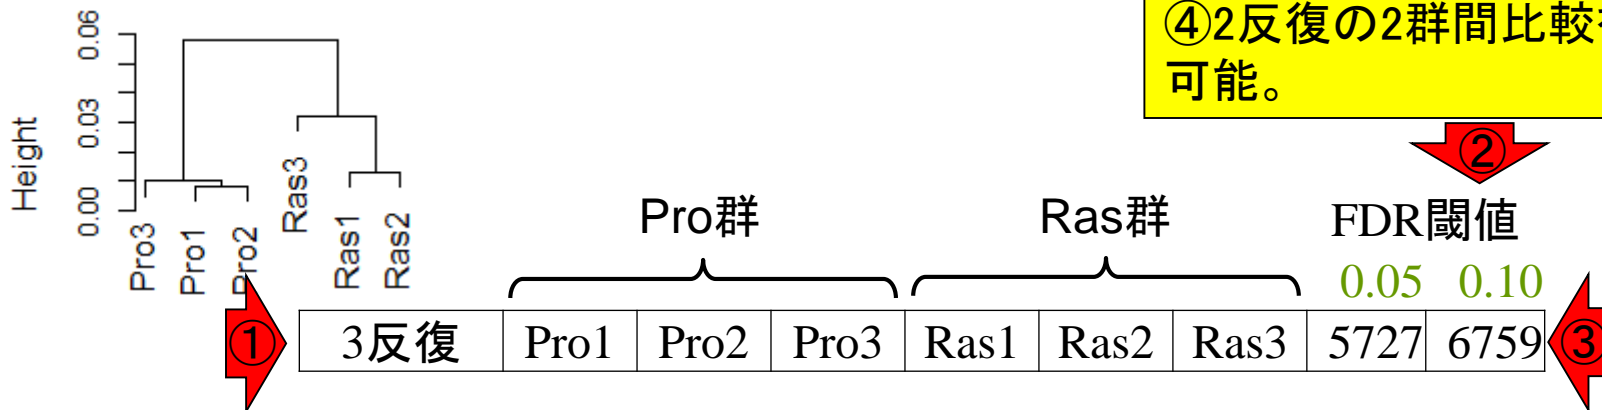 ④2反復の2群間比較
可能。
②
Height
0.00 0.03 0.06
Pro3
Pro1
Pro2
Ras3
Ras1
Ras2
Pro群
Ras群
FDR閾値
0.05 0.10
①
3反復 Pro1 Pro2 Pro3 Ras1 Ras2 Ras3 5727 6759
③